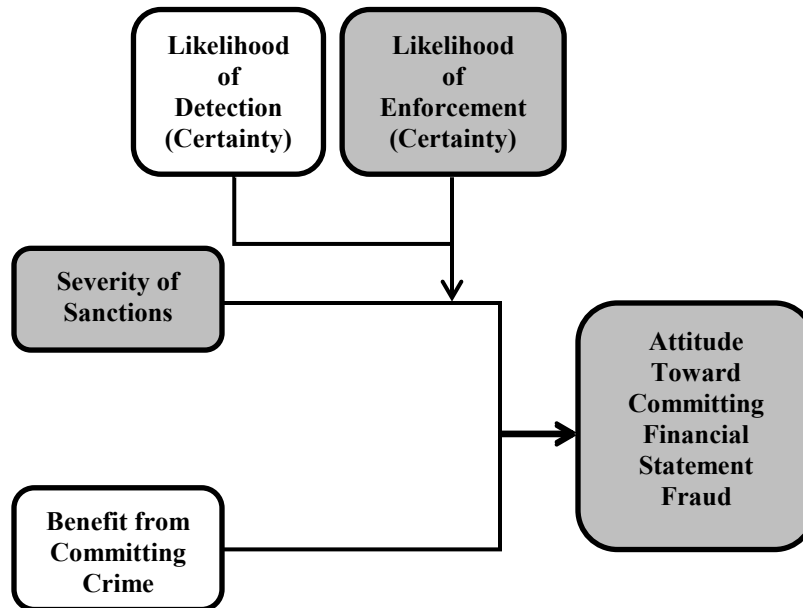 Likelihood
of
Detection
(Certainty)
Likelihood
of
Enforcement
(Certainty)
Severity of
Sanctions
Attitude
Toward
Committing
Financial
Statement
Fraud
Benefit from
Committing
Crime